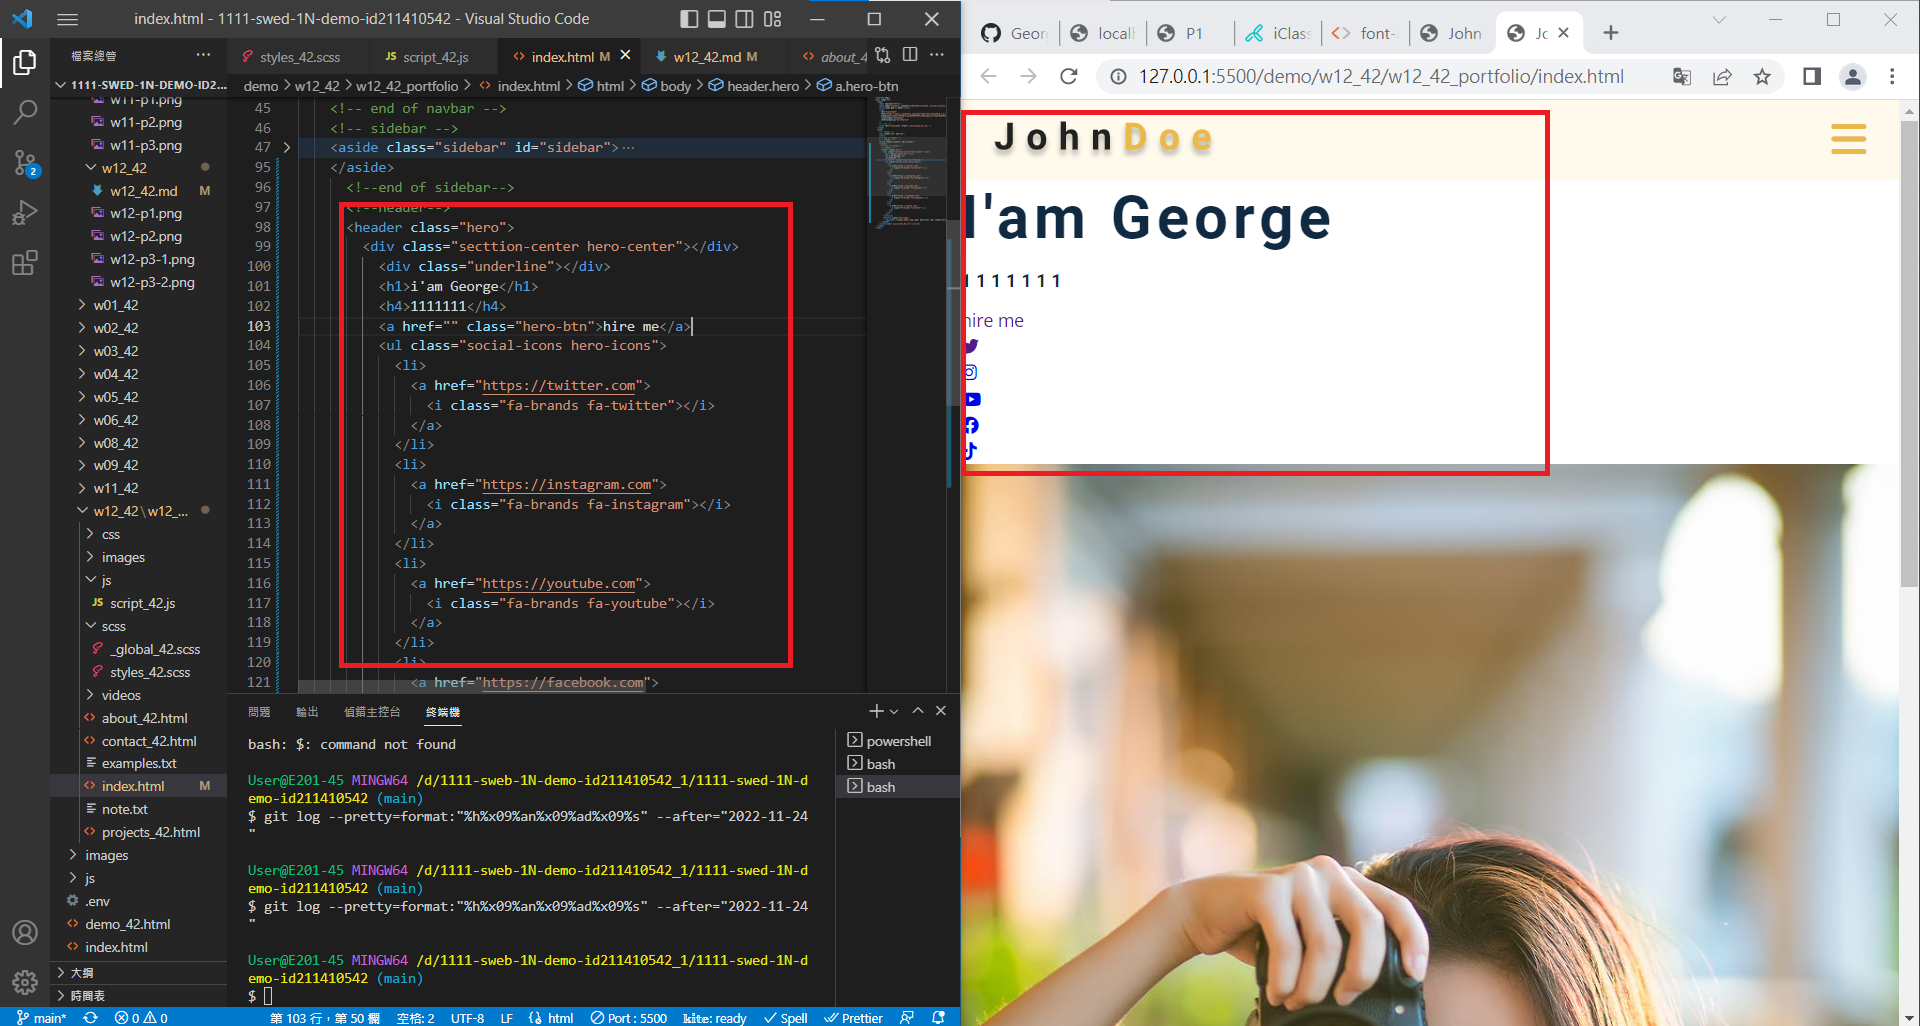 index.html - 1111-swed-1N-demo-id211410542 - Visual Studio Code
檔案總管
styles_42.scss
script_42.js
index.html M
w12_42.md M
about_4
1111-SWED-1N-DEMO-ID2...
w11-p1.png
w11-p2.png
w11-p3.png
w12_42
w12_42.md M
w12-p1.png
w12-p2.png
w12-p3-1.png
w12-p3-2.png
w01_42
w02_42
w03_42
w04_42
w05_42
w06_42
w08_42
w09_42
w11_42
w12_42\w12_...
css
images
js
script_42.js
scss
_global_42.scss
styles_42.scss
videos
about_42.html
contact_42.html
examples.txt
index.html M
note.txt
projects_42.html
images
js
.env
demo_42.html
index.html
大綱
時間表
demo > w12_42 > w12_42_portfolio > index.html > html > body > header.hero > a.hero-btn
45 <!-- end of navbar -->
46 <!-- sidebar -->
47 <aside class="sidebar" id="sidebar">...
95 </aside>
96 <!--end of sidebar-->
97 <!--header-->
98 <header class="hero">
99 <div class="secttion-center hero-center"></div>
100 <div class="underline"></div>
101 <h1>i'am George</h1>
102 <h4>1111111</h4>
103 <a href="" class="hero-btn">hire me</a>
104 <ul class="social-icons hero-icons">
105 <li>
106 <a href="https://twitter.com">
107 <i class="fa-brands fa-twitter"></i>
108 </a>
109 </li>
110 <li>
111 <a href="https://instagram.com">
112 <i class="fa-brands fa-instagram"></i>
113 </a>
114 </li>
115 <li>
116 <a href="https://youtube.com">
117 <i class="fa-brands fa-youtube"></i>
118 </a>
119 </li>
120 <li>
121 <a href="https://facebook.com">
問題 輸出 偵錯主控台 終端機
bash: $: command not found
User@E201-45 MINGW64 /d/1111-sweb-1N-demo-id211410542_1/1111-swed-1N-d
emo-id211410542 (main)
$ git log --pretty=format:"%h%x09%an%x09%ad%x09%s" --after="2022-11-24
"
User@E201-45 MINGW64 /d/1111-sweb-1N-demo-id211410542_1/1111-swed-1N-d
emo-id211410542 (main)
$ git log --pretty=format:"%h%x09%an%x09%ad%x09%s" --after="2022-11-24
"
User@E201-45 MINGW64 /d/1111-sweb-1N-demo-id211410542_1/1111-swed-1N-d
emo-id211410542 (main)
$
powershell
bash
bash
main* 0 0 第 103 行，第 50 欄 空格: 2 UTF-8 LF html Port : 5500 kite: ready Spell Prettier
2
Geor
local
P1
iClas
font-
John
Jo
127.0.0.1:5500/demo/w12_42/w12_42_portfolio/index.html
JohnDoe
I'am George
1111111
hire me